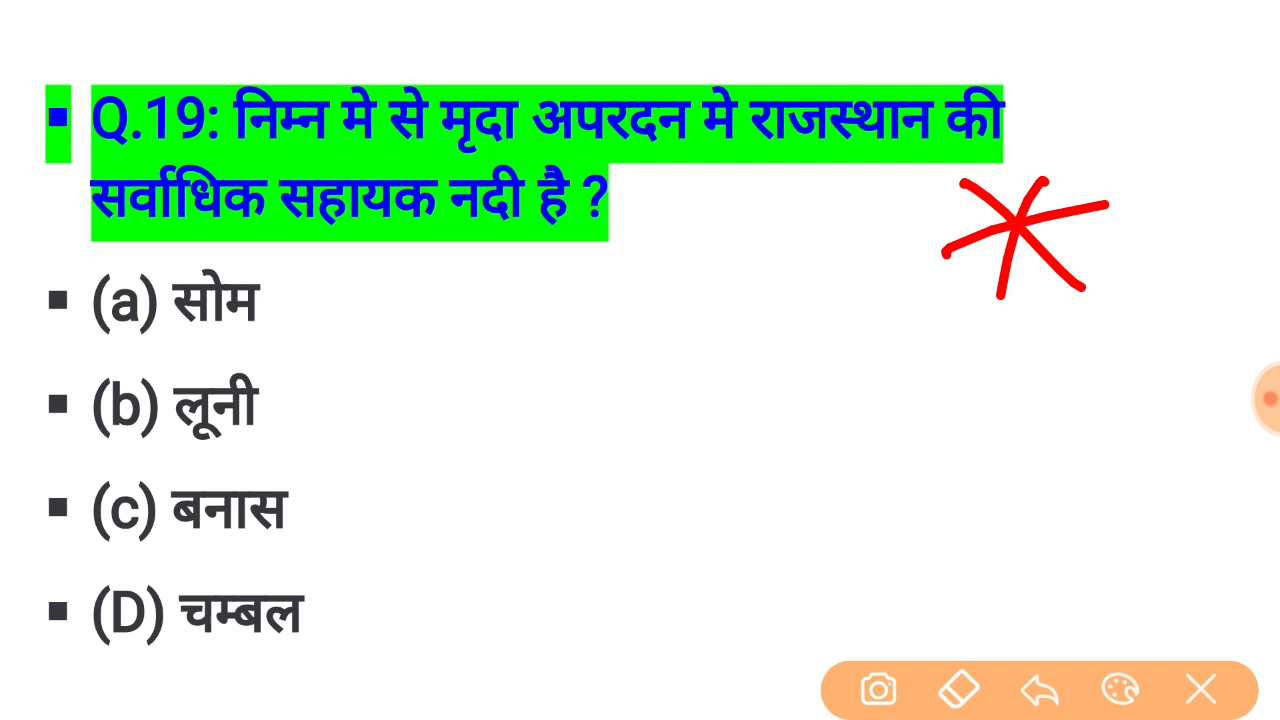 ▪ Q.19: निम्न मे से मृदा अपरदन मे राजस्थान की
सर्वाधिक सहायक नदी है ?
▪ (a) सोम
▪ (b) लूनी
▪ (c) बनास
▪ (D) चम्बल